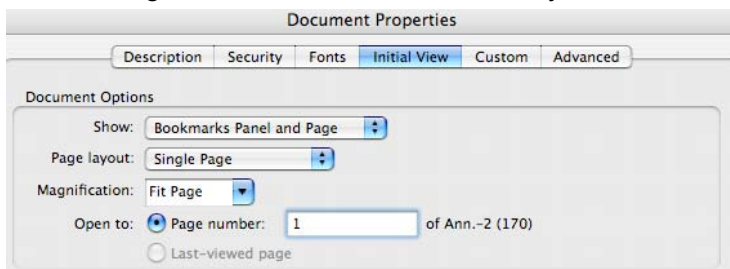 Document Properties
Description Security Fonts Initial View Custom Advanced
Document Options
Show: Bookmarks Panel and Page
Page layout: Single Page
Magnification: Fit Page
Open to: Page number: 1 of Ann.-2 (170)
Last-viewed page